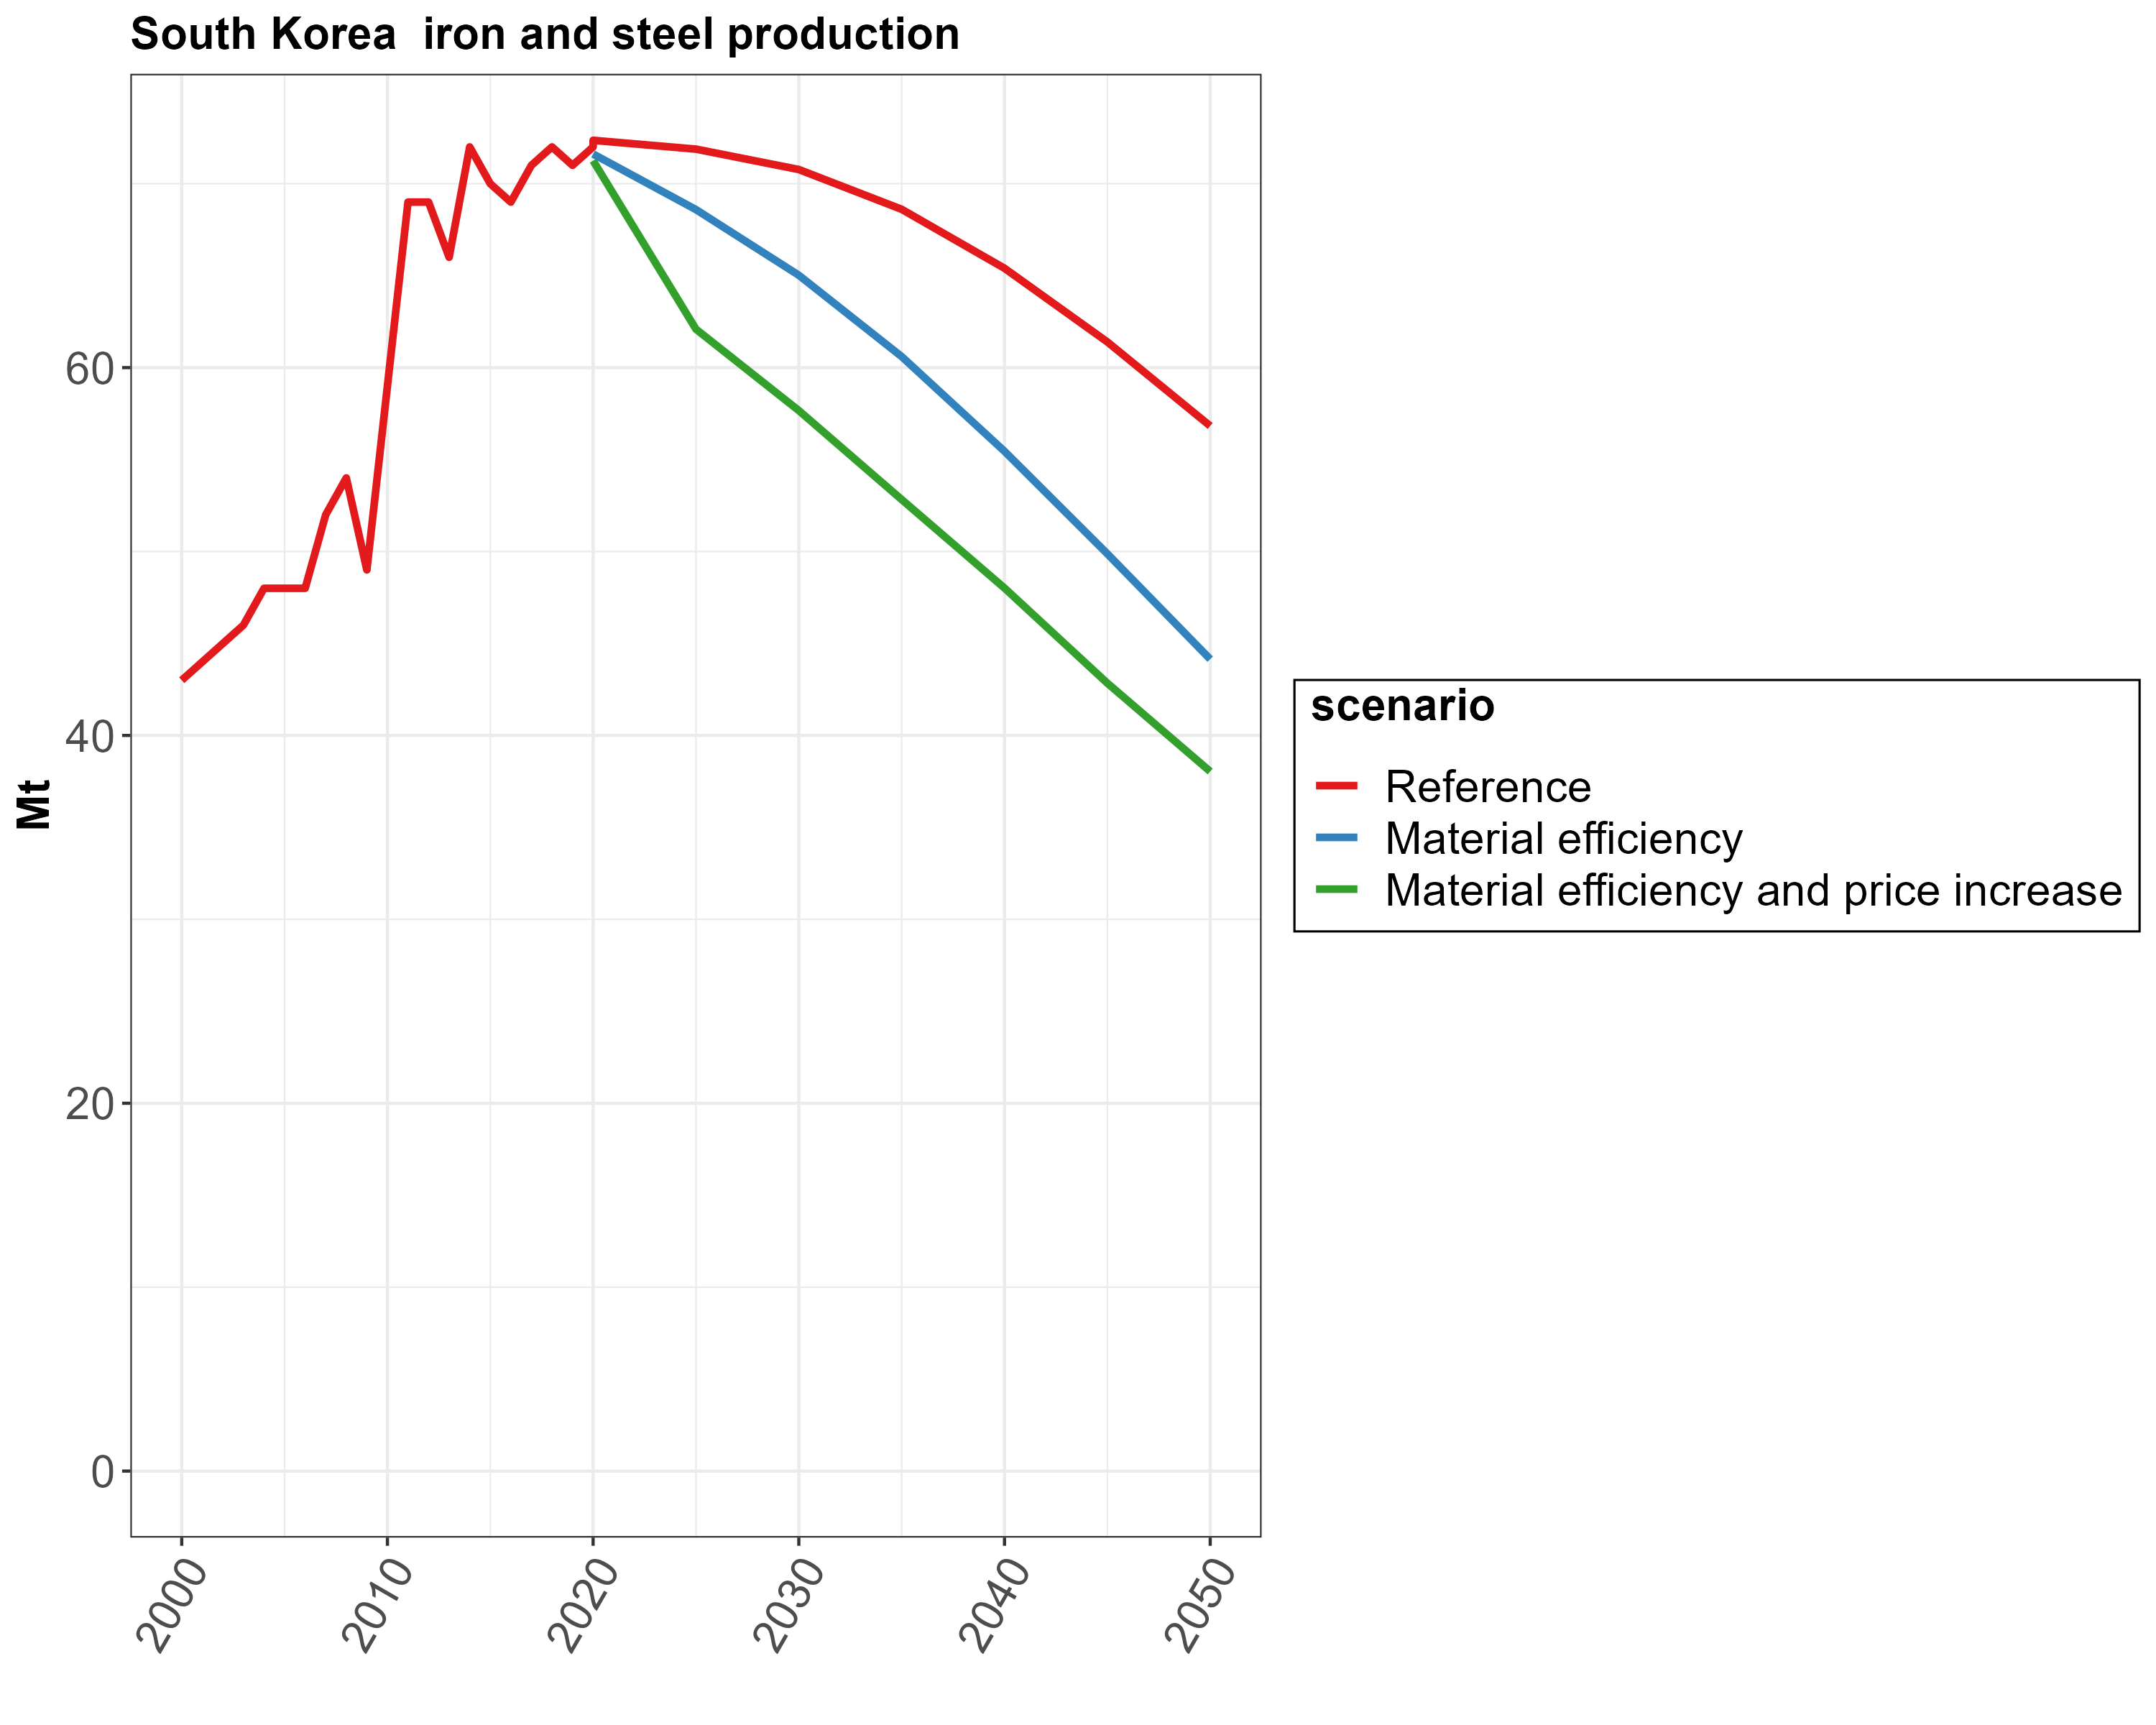 South Korea  iron and steel production
Mt
60
40
20
0
2000
2010
2020
2030
2040
2050
scenario
Reference
Material efficiency
Material efficiency and price increase